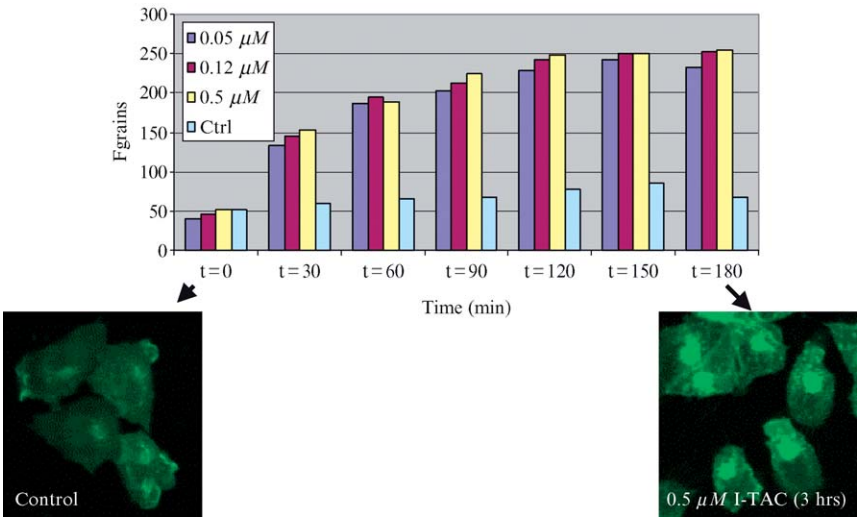 300
250
200
150
100
50
0
Fgrains
0.05 μM
0.12 μM
0.5 μM
Ctrl
t=0 t=30 t=60 t=90 t=120 t=150 t=180
Time (min)
Control
0.5 μM I-TAC (3 hrs)